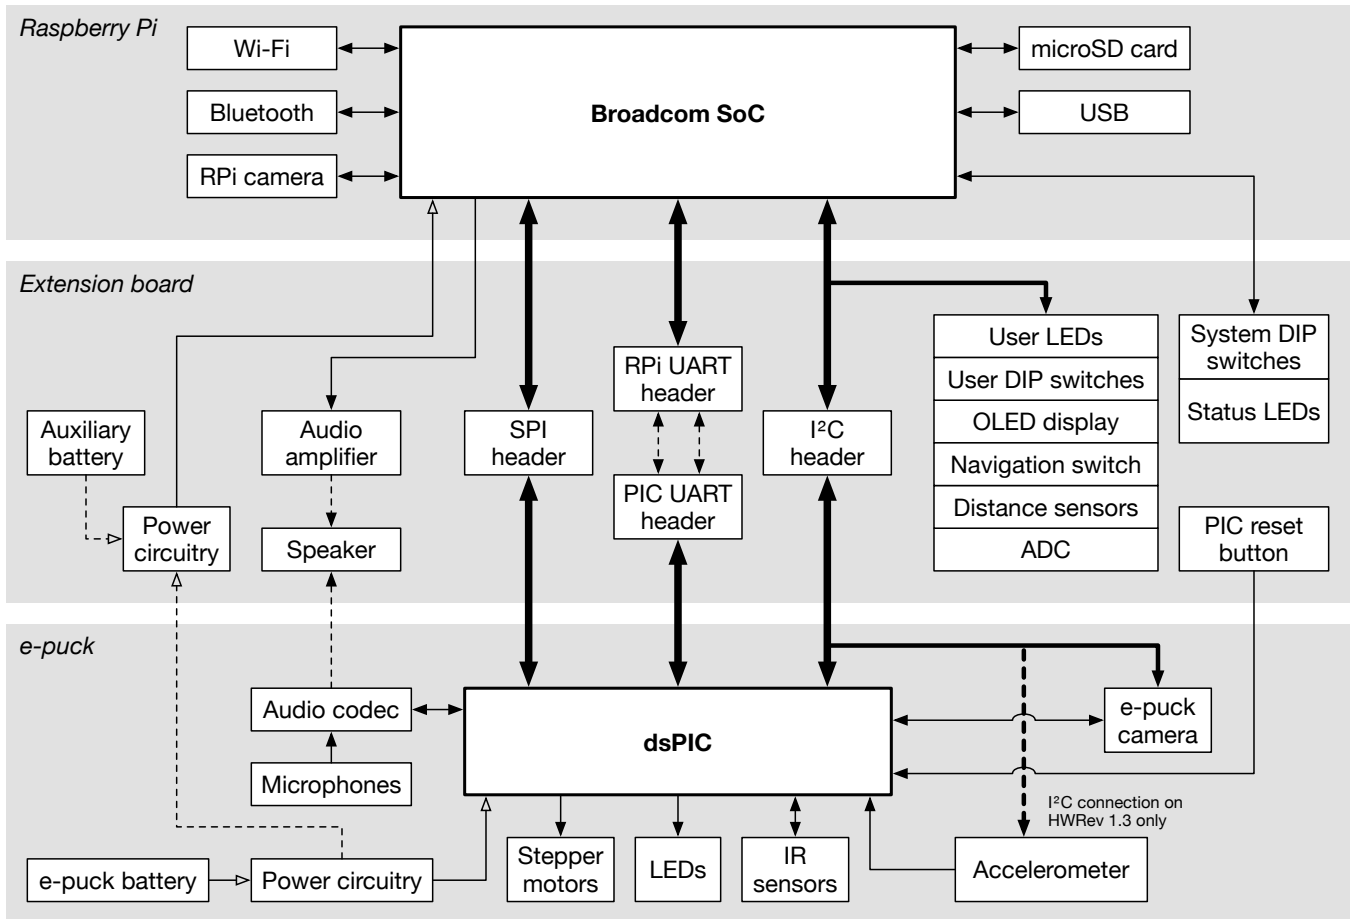 Raspberry Pi
Wi-Fi
microSD card
Bluetooth
Broadcom SoC
USB
RPi camera
Extension board
User LEDs
User DIP switches
OLED display
Navigation switch
Distance sensors
ADC
System DIP
switches
Status LEDs
RPi UART
header
Auxiliary
battery
Audio
amplifier
SPI
header
I²C
header
PIC UART
header
Power
circuitry
Speaker
PIC reset
button
e-puck
Audio codec
dsPIC
e-puck
camera
Microphones
I²C connection on
HWRev 1.3 only
e-puck battery
Power circuitry
Stepper
motors
LEDs
IR
sensors
Accelerometer